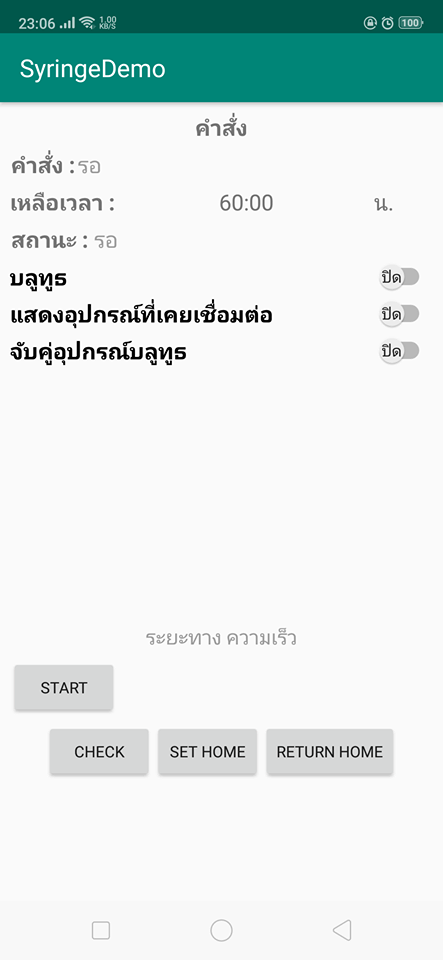 23:06 1.00 KB/S 100
SyringeDemo
คำสั่ง
คำสั่ง : รอ
เหลือเวลา : 60:00 น.
สถานะ : รอ
บลูทูธ ปิด
แสดงอุปกรณ์ที่เคยเชื่อมต่อ ปิด
จับคู่อุปกรณ์บลูทูธ ปิด
ระยะทาง ความเร็ว
START
CHECK SET HOME RETURN HOME